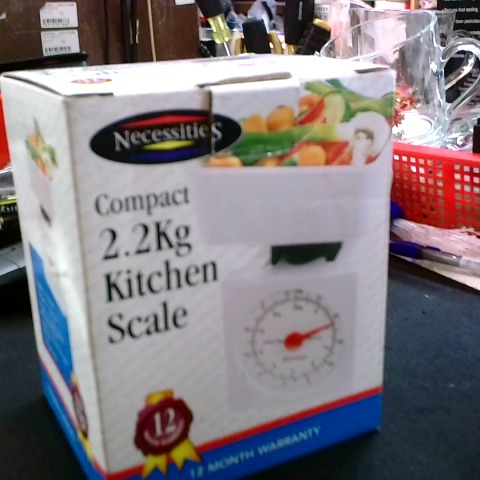 Necessities
Compact
2.2Kg
Kitchen
Scale
12
12 MONTH WARRANTY